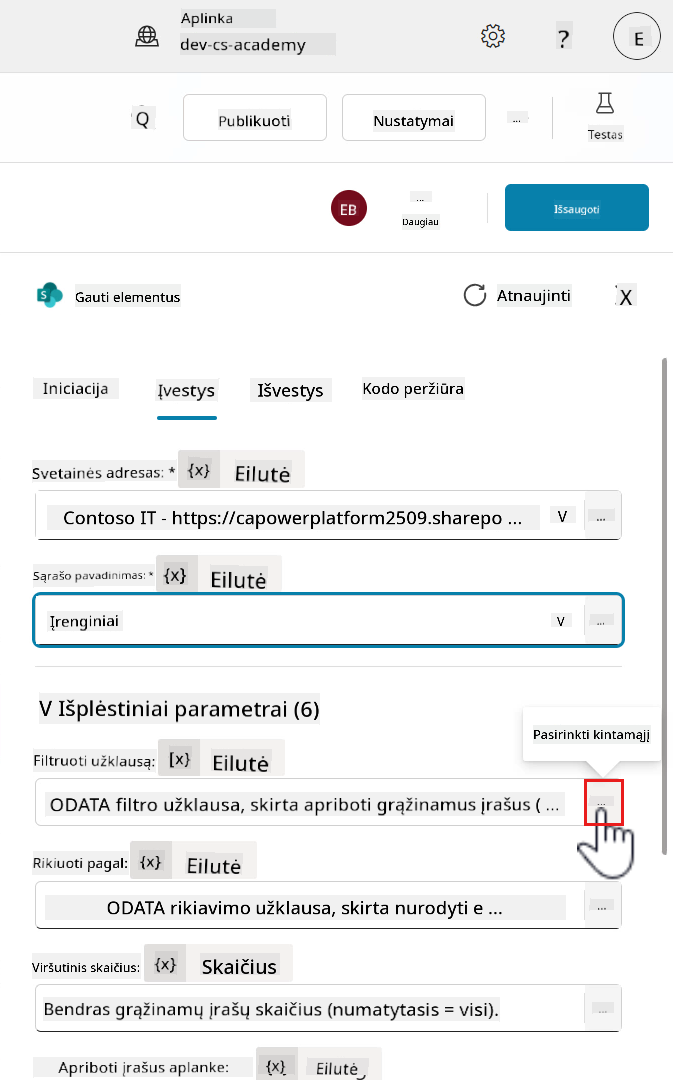 Aplinka
dev-cs-academy
?
E
Q
Publikuoti
Nustatymai
...
Testas
EB
...
Daugiau
Išsaugoti
Gauti elementus
Atnaujinti
X
Iniciacija
Įvestys
Išvestys
Kodo peržiūra
Svetainės adresas: * {x} Eilutė
Contoso IT - https://capowerplatform2509.sharepo ... V ...
Sąrašo pavadinimas: * {x} Eilutė
Įrenginiai V ...
V Išplėstiniai parametrai (6)
Pasirinkti kintamąjį
Filtruoti užklausą: [x} Eilutė
ODATA filtro užklausa, skirta apriboti grąžinamus įrašus ( ... ...
Rikiuoti pagal: {x} Eilutė
ODATA rikiavimo užklausa, skirta nurodyti e ... ...
Viršutinis skaičius: {x} Skaičius
Bendras grąžinamų įrašų skaičius (numatytasis = visi). ...
Apriboti įrašus aplanke: {x} Eilutė